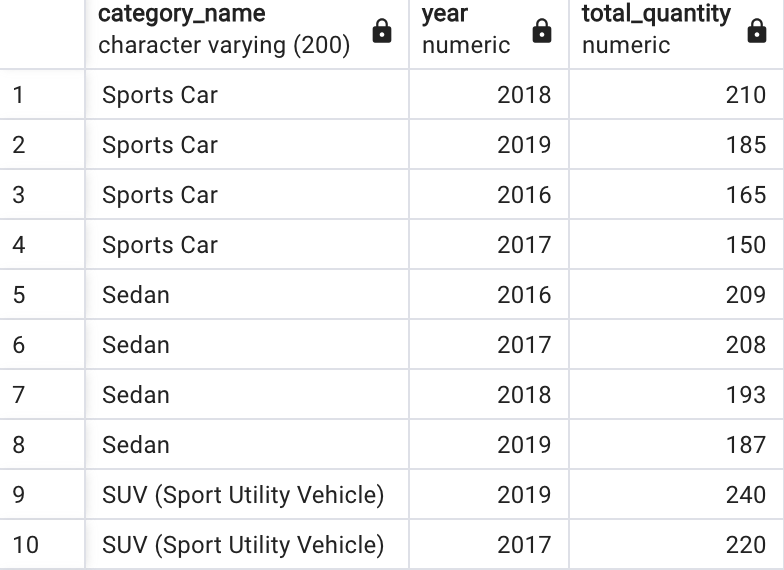 category_name year total_quantity
character varying (200) numeric numeric
1 Sports Car 2018 210
2 Sports Car 2019 185
3 Sports Car 2016 165
4 Sports Car 2017 150
5 Sedan 2016 209
6 Sedan 2017 208
7 Sedan 2018 193
8 Sedan 2019 187
9 SUV (Sport Utility Vehicle) 2019 240
10 SUV (Sport Utility Vehicle) 2017 220